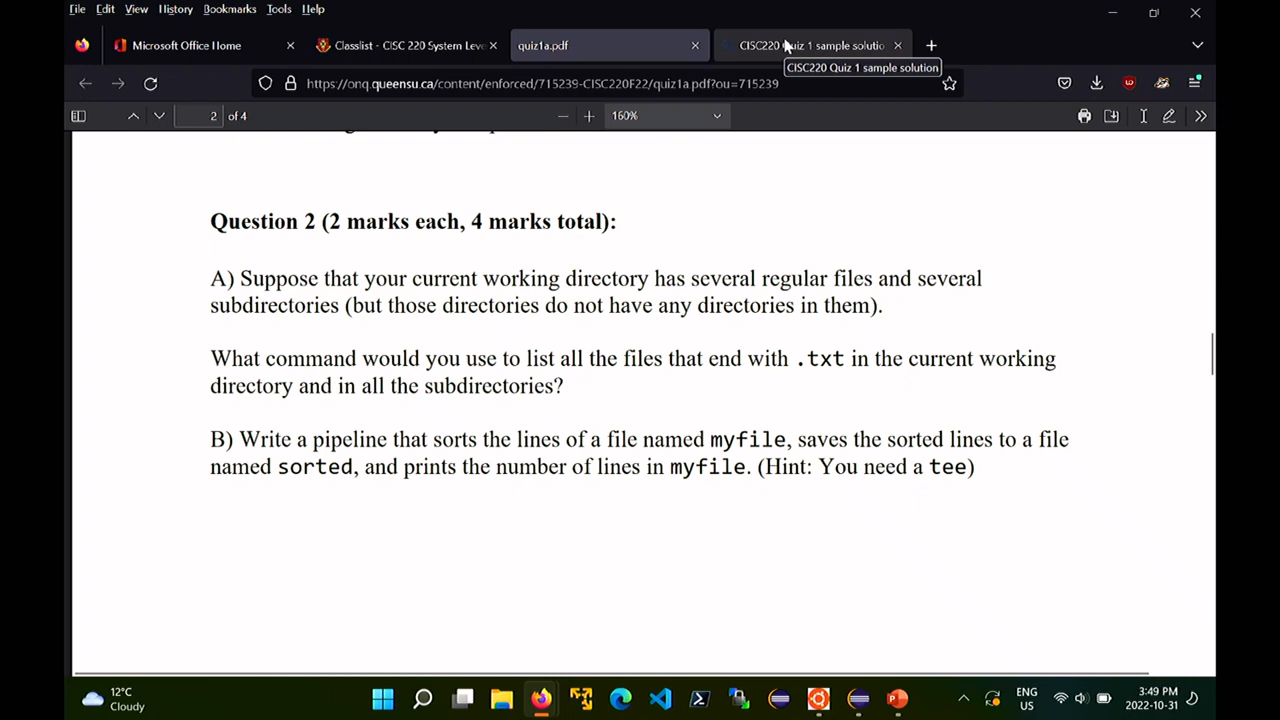 File Edit View History Bookmarks Tools Help
Microsoft Office Home
Classlist - CISC 220 System Leve
quiz1a.pdf
CISC220 Quiz 1 sample solutio
https://onq.queensu.ca/content/enforced/715239-CISC220F22/quiz1a.pdf?ou=715239
CISC220 Quiz 1 sample solution
2 of 4
160%
Question 2 (2 marks each, 4 marks total):
A) Suppose that your current working directory has several regular files and several
subdirectories (but those directories do not have any directories in them).
What command would you use to list all the files that end with .txt in the current working
directory and in all the subdirectories?
B) Write a pipeline that sorts the lines of a file named myfile, saves the sorted lines to a file
named sorted, and prints the number of lines in myfile. (Hint: You need a tee)
12°C
Cloudy
ENG
US
3:49 PM
2022-10-31